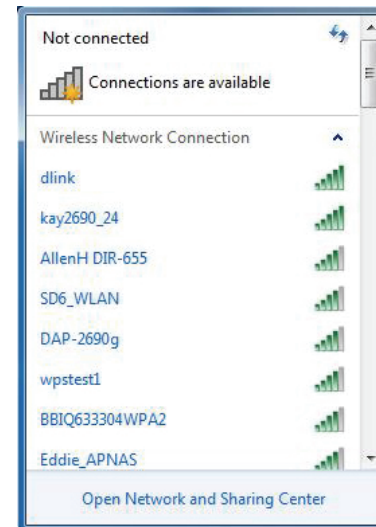 Not connected
Connections are available
Wireless Network Connection
dlink
kay2690_24
AllenH DIR-655
SD6_WLAN
DAP-2690g
wpstest1
BBIQ633304WPA2
Eddie_APNAS
Open Network and Sharing Center